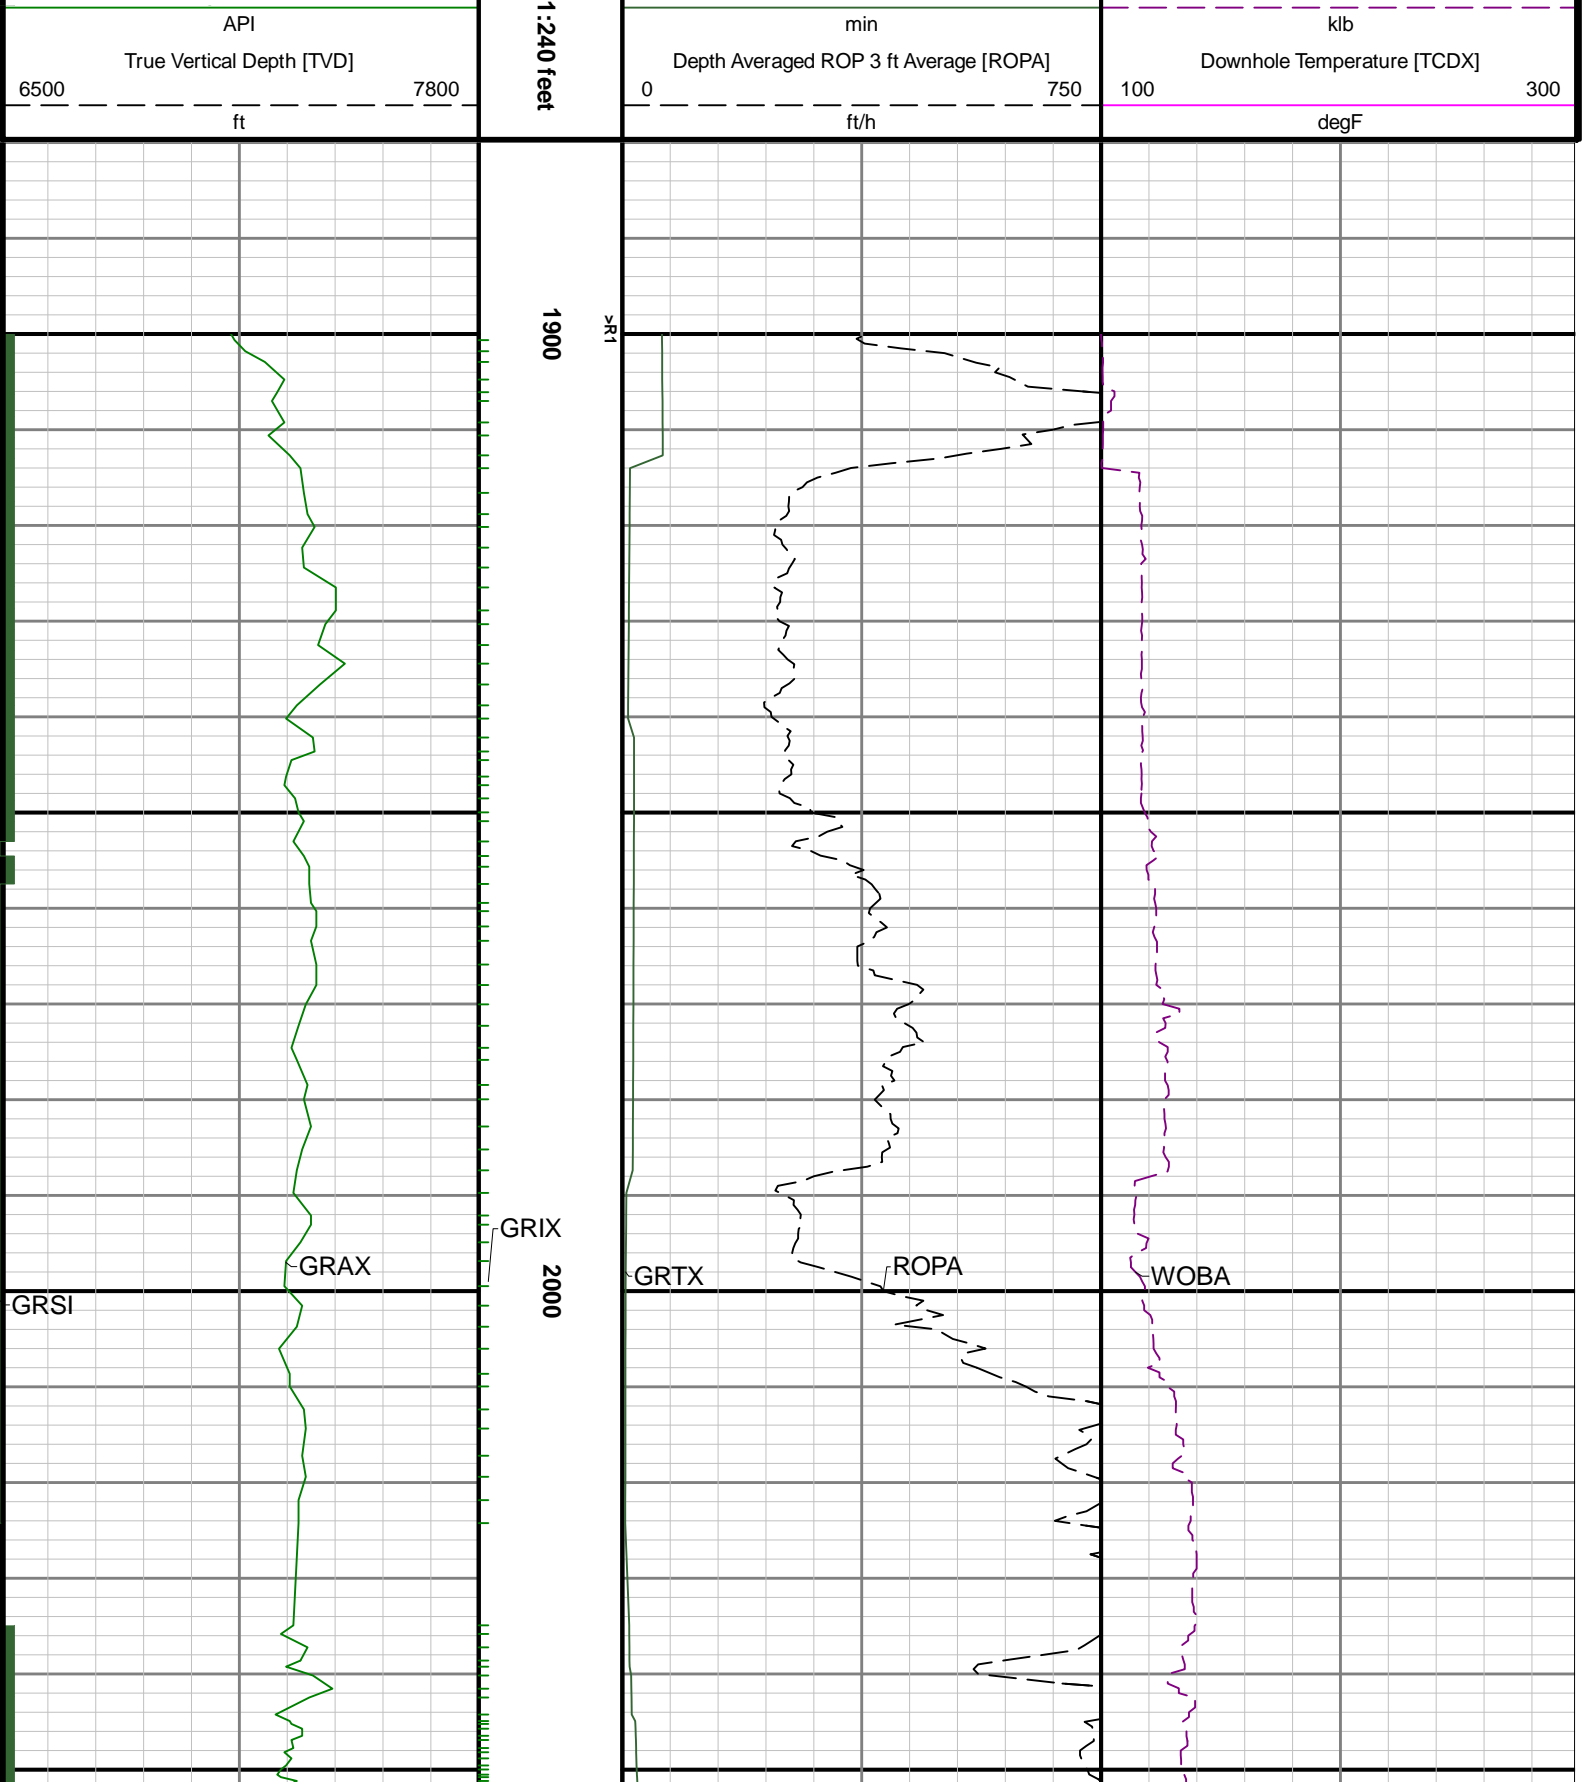 API
True Vertical Depth [TVD]
6500 7800
ft
1:240 feet
min
Depth Averaged ROP 3 ft Average [ROPA]
0 750
ft/h
klb
Downhole Temperature [TCDX]
100 300
degF
1900
>R1
GRIX
GRAX
GRTX
ROPA
WOBA
2000
GRSI